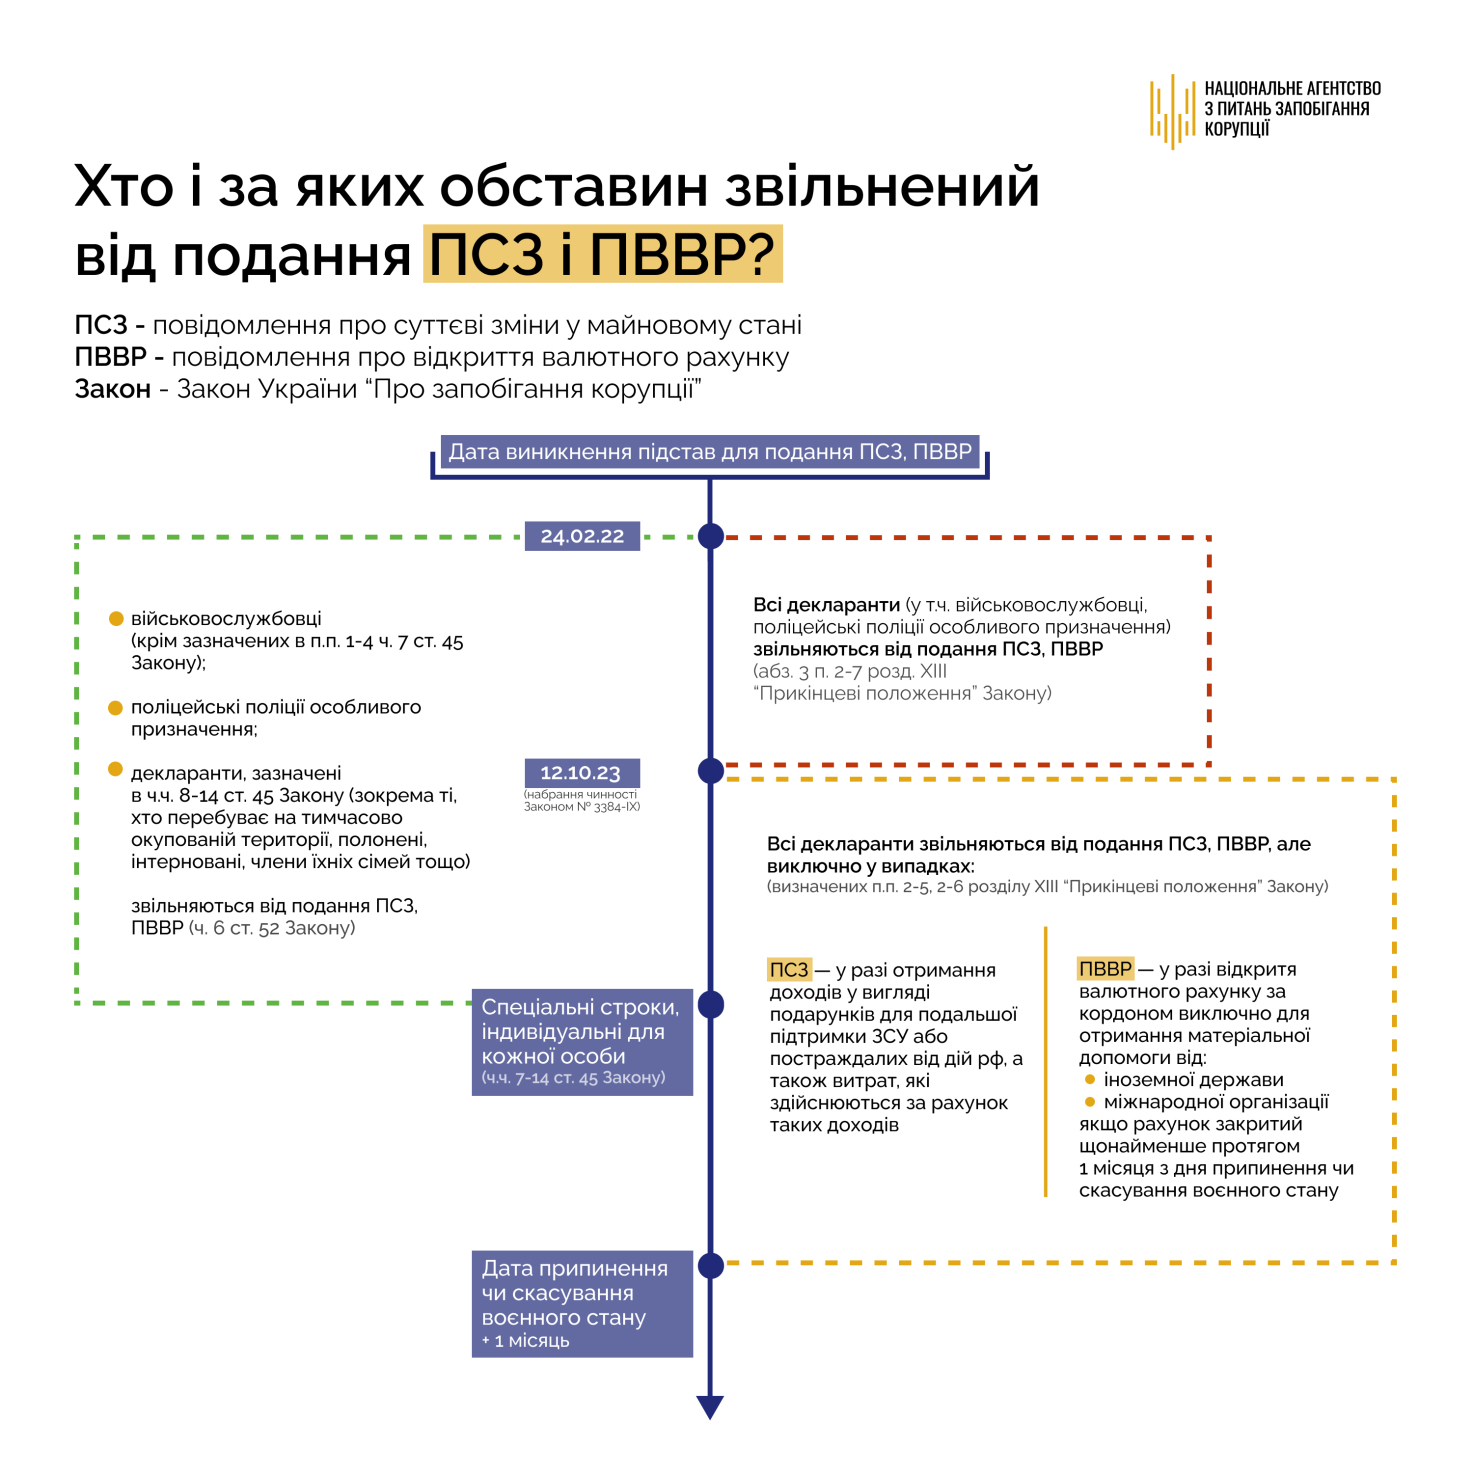 НАЦІОНАЛЬНЕ АГЕНТСТВО
З ПИТАНЬ ЗАПОБІГАННЯ
КОРУПЦІЇ
Хто і за яких обставин звільнений
від подання ПСЗ і ПВВР?
ПСЗ - повідомлення про суттєві зміни у майновому стані
ПВВР - повідомлення про відкриття валютного рахунку
Закон - Закон України “Про запобігання корупції”
Дата виникнення підстав для подання ПСЗ, ПВВР
24.02.22
військовослужбовці
(крім зазначених в п.п. 1-4 ч. 7 ст. 45
Закону);
поліцейські поліції особливого
призначення;
декларанти, зазначені
в ч.ч. 8-14 ст. 45 Закону (зокрема ті,
хто перебуває на тимчасово
окупованій території, полонені,
інтерновані, члени їхніх сімей тощо)
звільняються від подання ПСЗ,
ПВВР (ч. 6 ст. 52 Закону)
Всі декларанти (у т.ч. військовослужбовці,
поліцейські поліції особливого призначення)
звільняються від подання ПСЗ, ПВВР
(абз. 3 п. 2-7 розд. XIII
“Прикінцеві положення” Закону)
12.10.23
(набрання чинності
Законом № 3384-IX)
Всі декларанти звільняються від подання ПСЗ, ПВВР, але
виключно у випадках:
(визначених п.п. 2-5, 2-6 розділу XIII “Прикінцеві положення” Закону)
ПСЗ — у разі отримання
доходів у вигляді
подарунків для подальшої
підтримки ЗСУ або
постраждалих від дій рф, а
також витрат, які
здійснюються за рахунок
таких доходів
ПВВР — у разі відкритя
валютного рахунку за
кордоном виключно для
отримання матеріальної
допомоги від:
іноземної держави
міжнародної організації
якщо рахунок закритий
щонайменше протягом
1 місяця з дня припинення чи
скасування воєнного стану
Спеціальні строки,
індивідуальні для
кожної особи
(ч.ч. 7-14 ст. 45 Закону)
Дата припинення
чи скасування
воєнного стану
+ 1 місяць